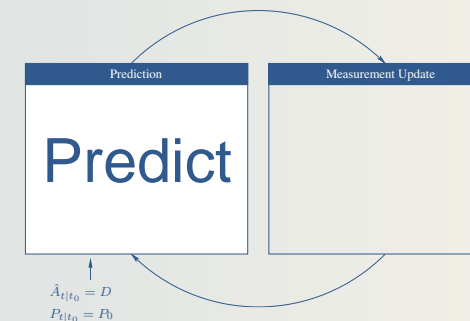 Prediction
Measurement Update
Predict
Â_{t|t_0} = D
P_{t|t_0} = P_0